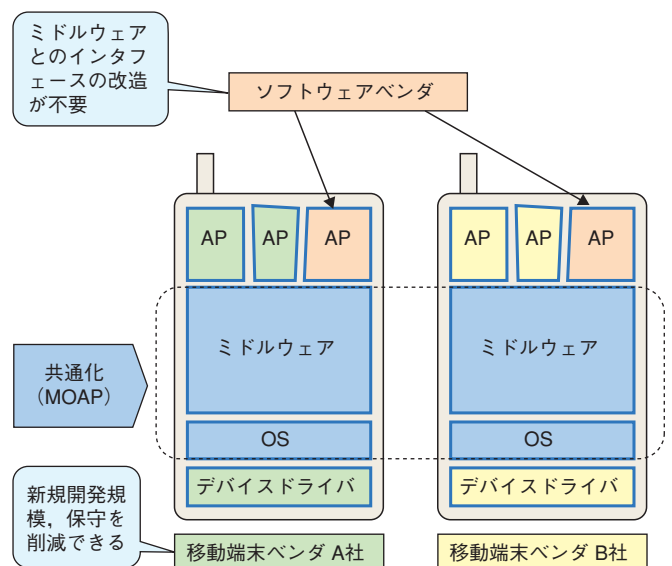 ミドルウェア
とのインタフ
ェースの改造
が不要
ソフトウェアベンダ
AP
AP
AP
AP
AP
AP
ミドルウェア
ミドルウェア
共通化
（MOAP）
OS
OS
デバイスドライバ
デバイスドライバ
新規開発規
模，保守を
削減できる
移動端末ベンダ A社
移動端末ベンダ B社